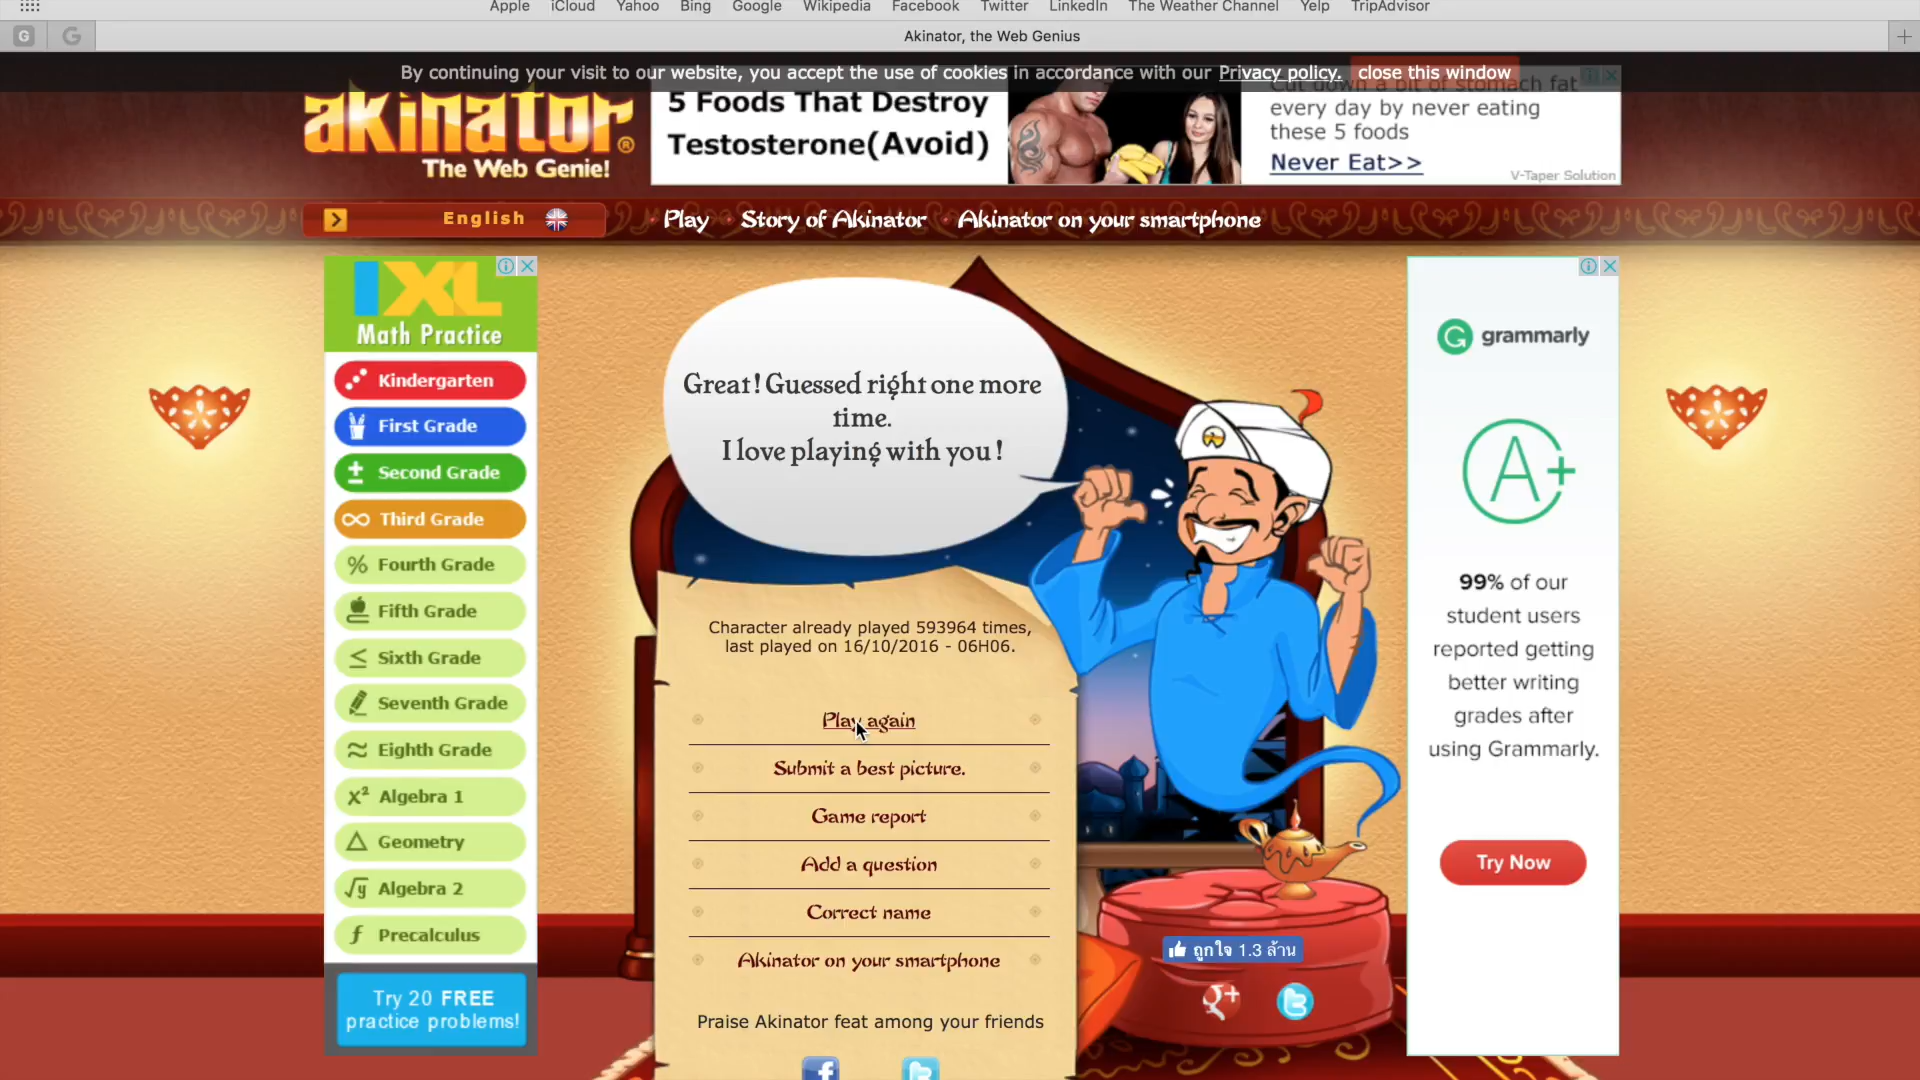 Apple iCloud Yahoo Bing Google Wikipedia Facebook Twitter LinkedIn The Weather Channel Yelp TripAdvisor
G G Akinator, the Web Genius
By continuing your visit to our website, you accept the use of cookies in accordance with our Privacy policy. close this window
akinator®
The Web Genie!
5 Foods That Destroy
Testosterone(Avoid)
Cut down a bit of stomach fat
every day by never eating
these 5 foods
Never Eat>>
V-Taper Solution
English
Play Story of Akinator Akinator on your smartphone
IXL
Math Practice
Kindergarten
First Grade
Second Grade
Third Grade
% Fourth Grade
Fifth Grade
≤ Sixth Grade
Seventh Grade
≈ Eighth Grade
x² Algebra 1
Geometry
√y Algebra 2
f Precalculus
Try 20 FREE
practice problems!
Great ! Guessed right one more
time.
I love playing with you !
Character already played 593964 times,
last played on 16/10/2016 - 06H06.
Play again
Submit a best picture.
Game report
Add a question
Correct name
Akinator on your smartphone
Praise Akinator feat among your friends
ถูกใจ 1.3 ล้าน
g+
grammarly
A+
99% of our
student users
reported getting
better writing
grades after
using Grammarly.
Try Now